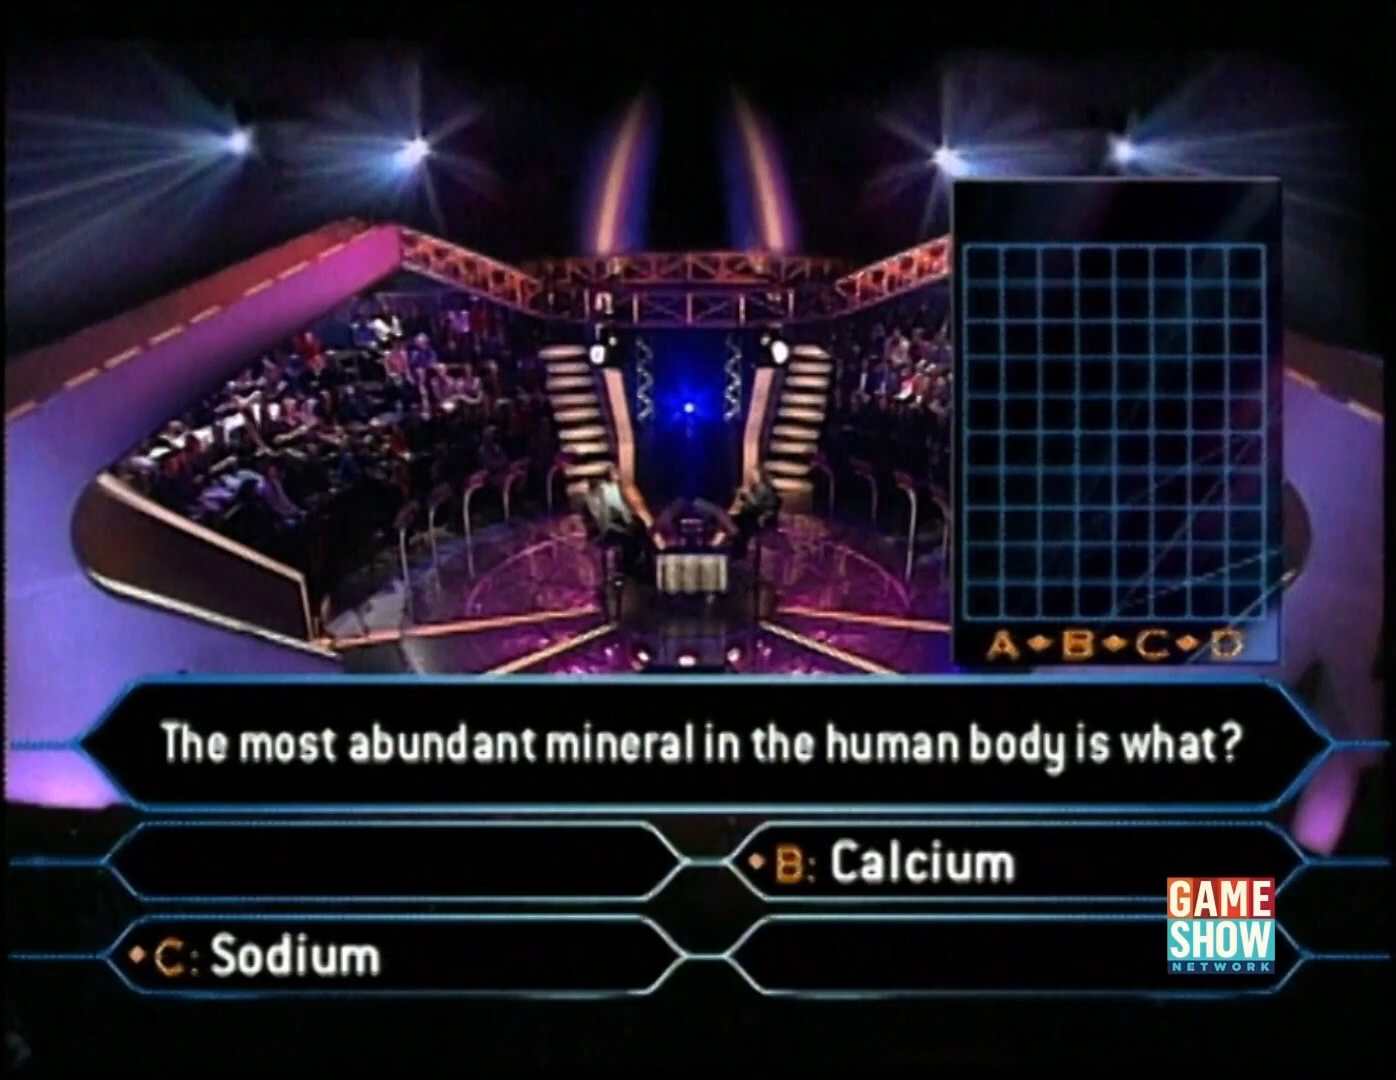 A B C D
The most abundant mineral in the human body is what?
B: Calcium
C: Sodium
GAME
SHOW
NETWORK